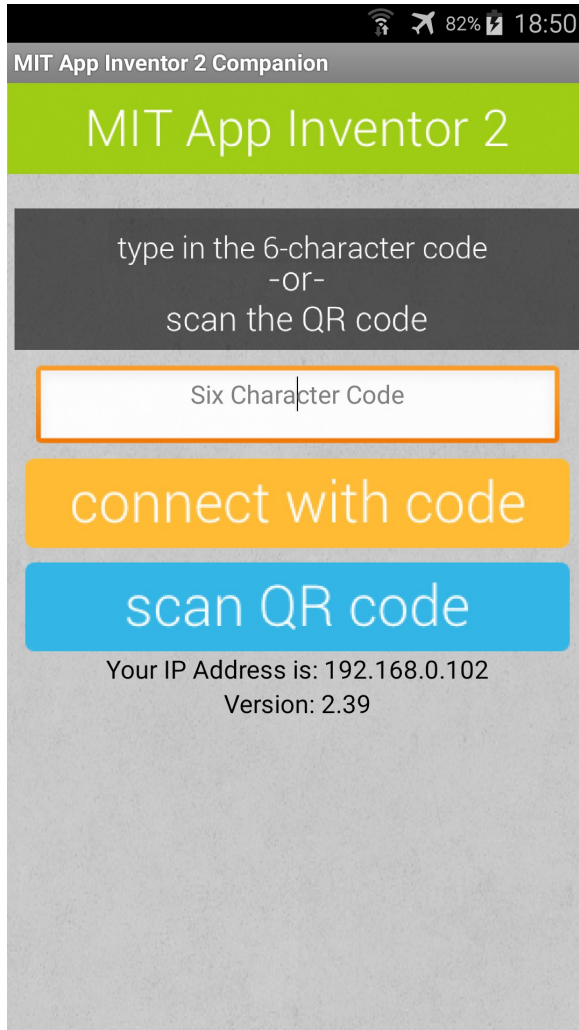 82% 18:50
MIT App Inventor 2 Companion
MIT App Inventor 2
type in the 6-character code
-or-
scan the QR code
Six Character Code
connect with code
scan QR code
Your IP Address is: 192.168.0.102
Version: 2.39